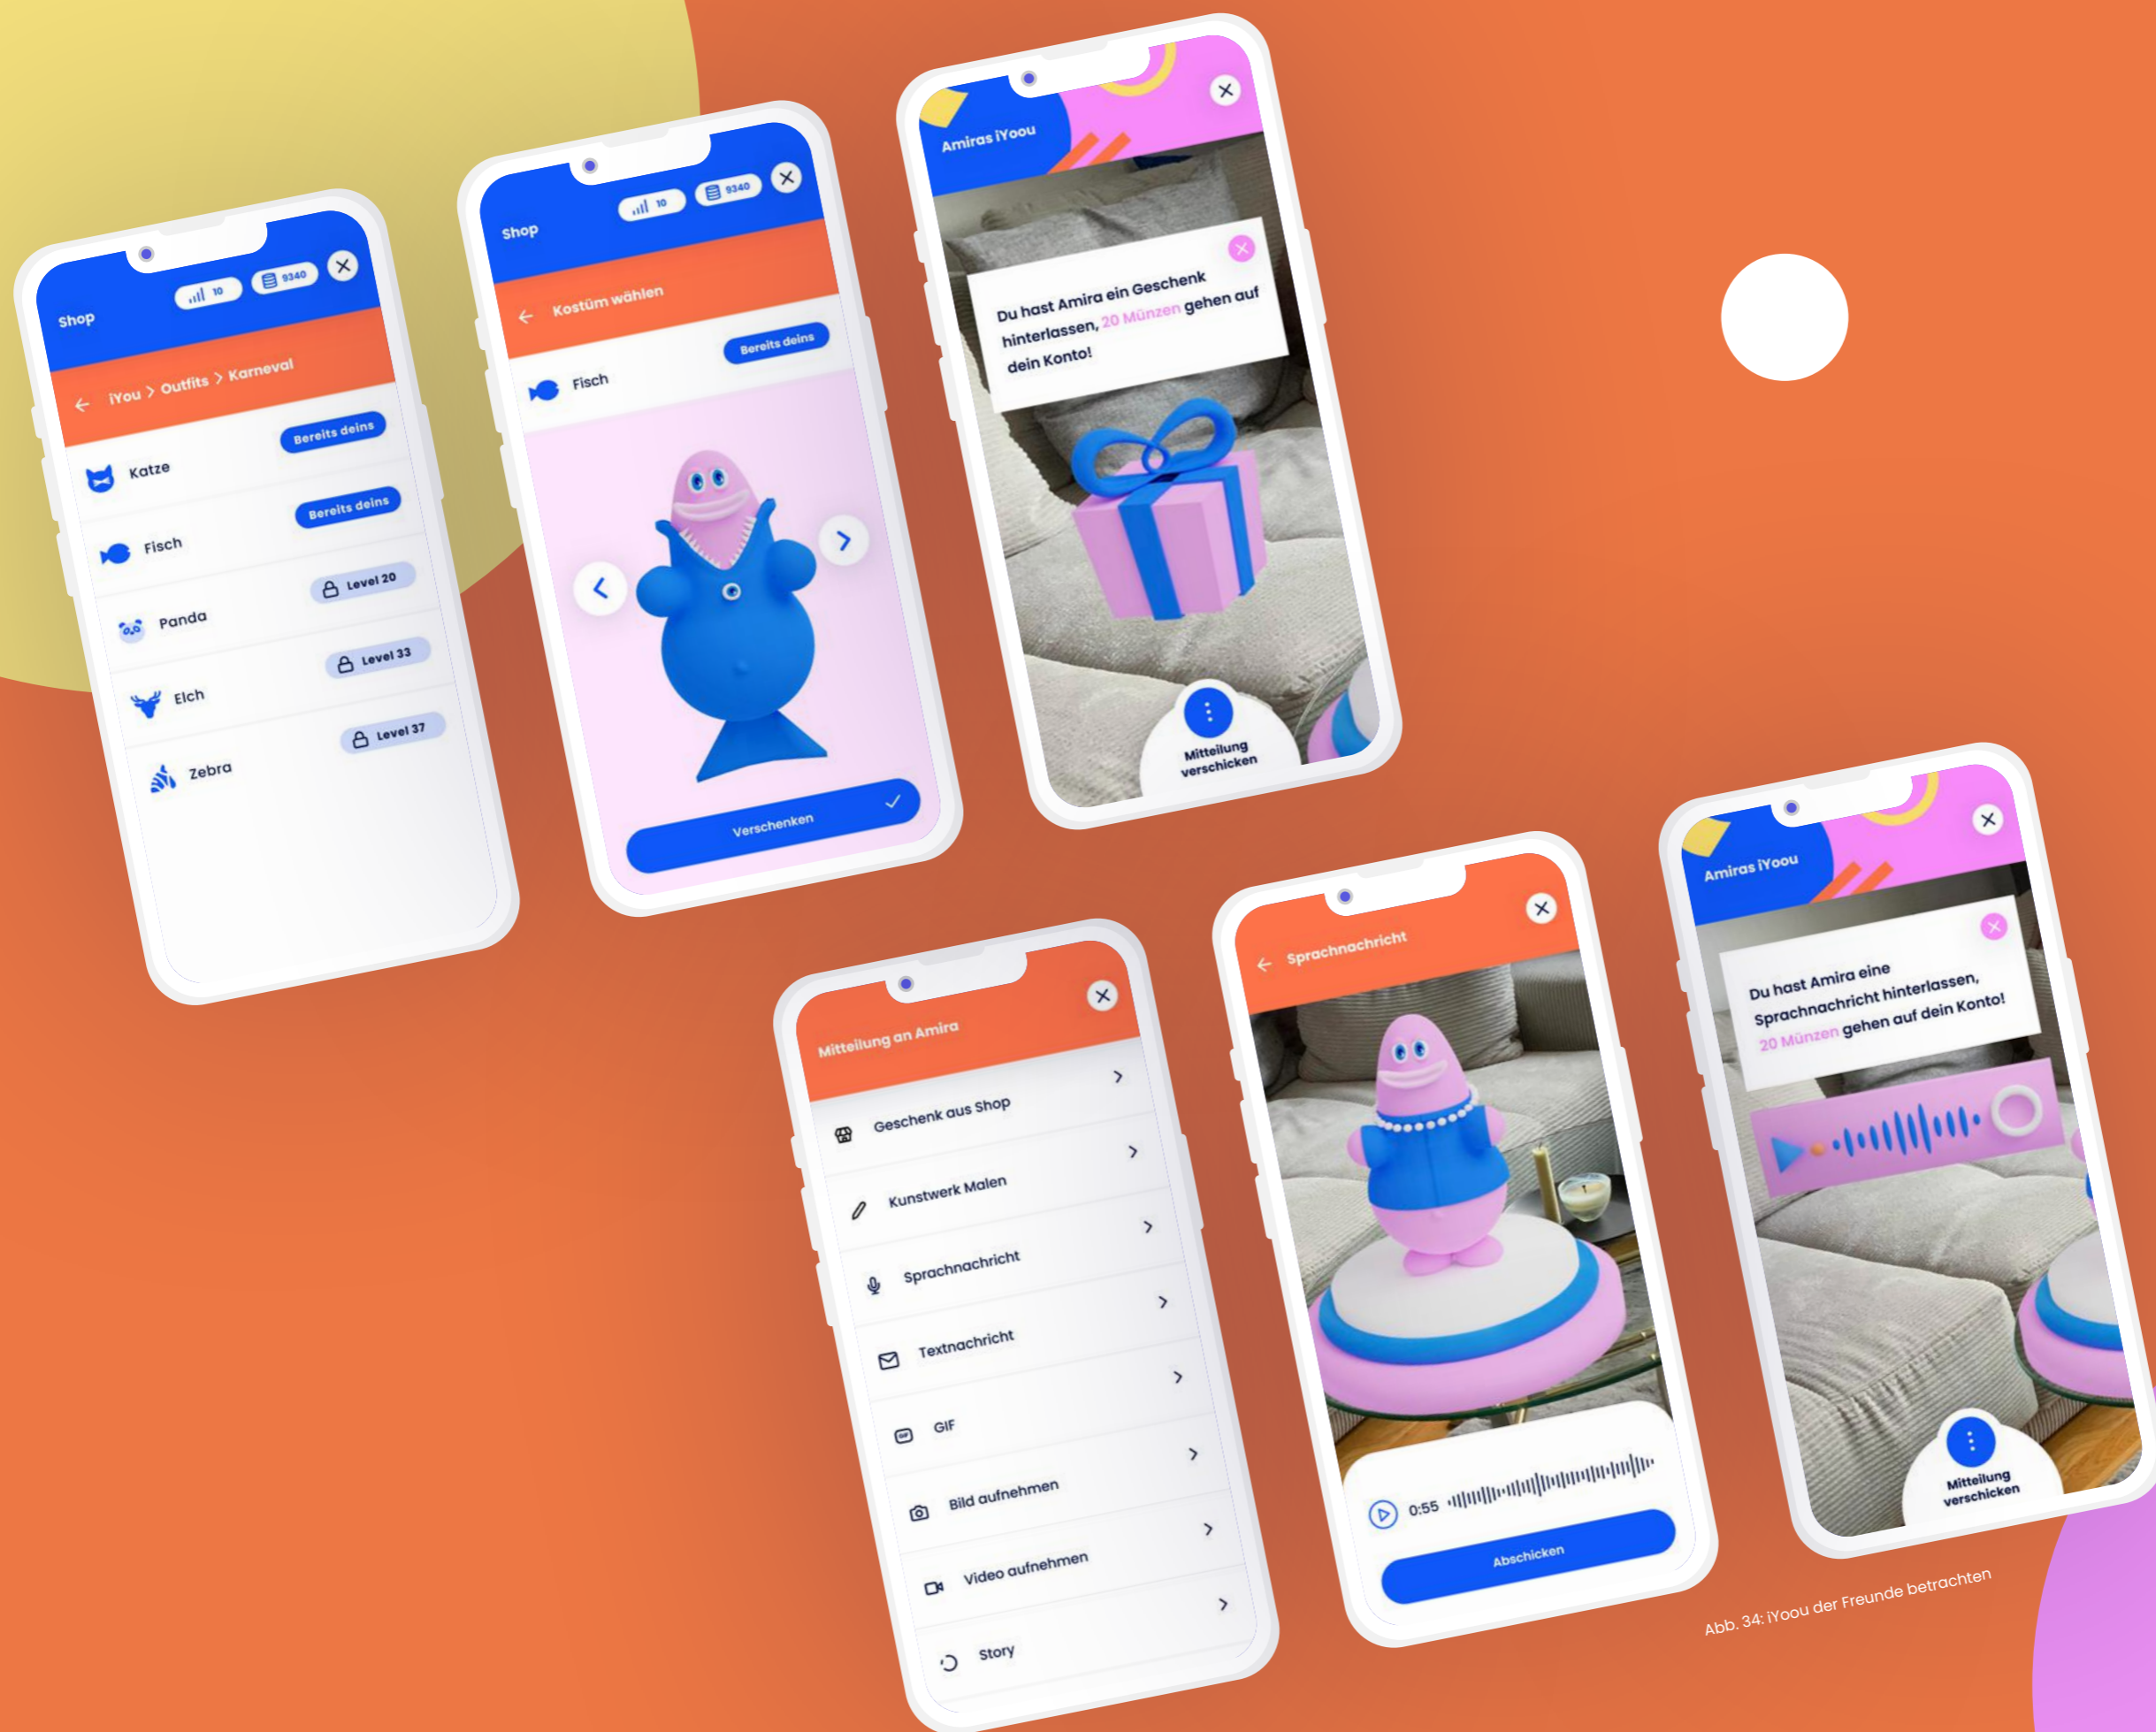 Shop
10
9340
iYou > Outfits > Karneval
Katze
Bereits deins
Fisch
Bereits deins
Panda
Level 20
Elch
Level 33
Zebra
Level 37
Shop
10
9340
Kostüm wählen
Fisch
Bereits deins
Verschenken
Amiras iYoou
Du hast Amira ein Geschenk
hinterlassen, 20 Münzen gehen auf
dein Konto!
Mitteilung
verschicken
Mitteilung an Amira
Geschenk aus Shop
Kunstwerk Malen
Sprachnachricht
Textnachricht
GIF
GIF
Bild aufnehmen
Video aufnehmen
Story
Sprachnachricht
0:55
Abschicken
Amiras iYoou
Du hast Amira eine
Sprachnachricht hinterlassen,
20 Münzen gehen auf dein Konto!
Mitteilung
verschicken
Abb. 34: iYoou der Freunde betrachten